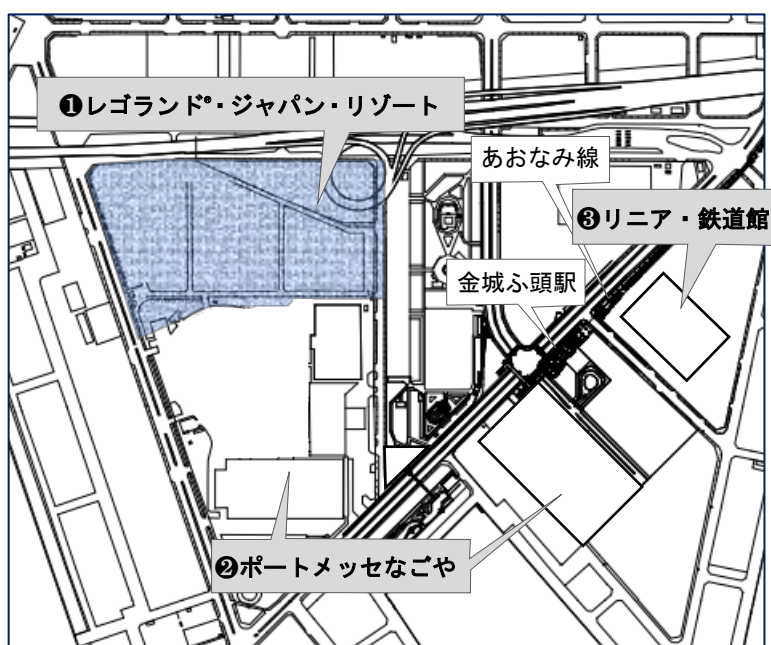 ❶レゴランド®・ジャパン・リゾート
あおなみ線
❸リニア・鉄道館
金城ふ頭駅
❷ポートメッセなごや